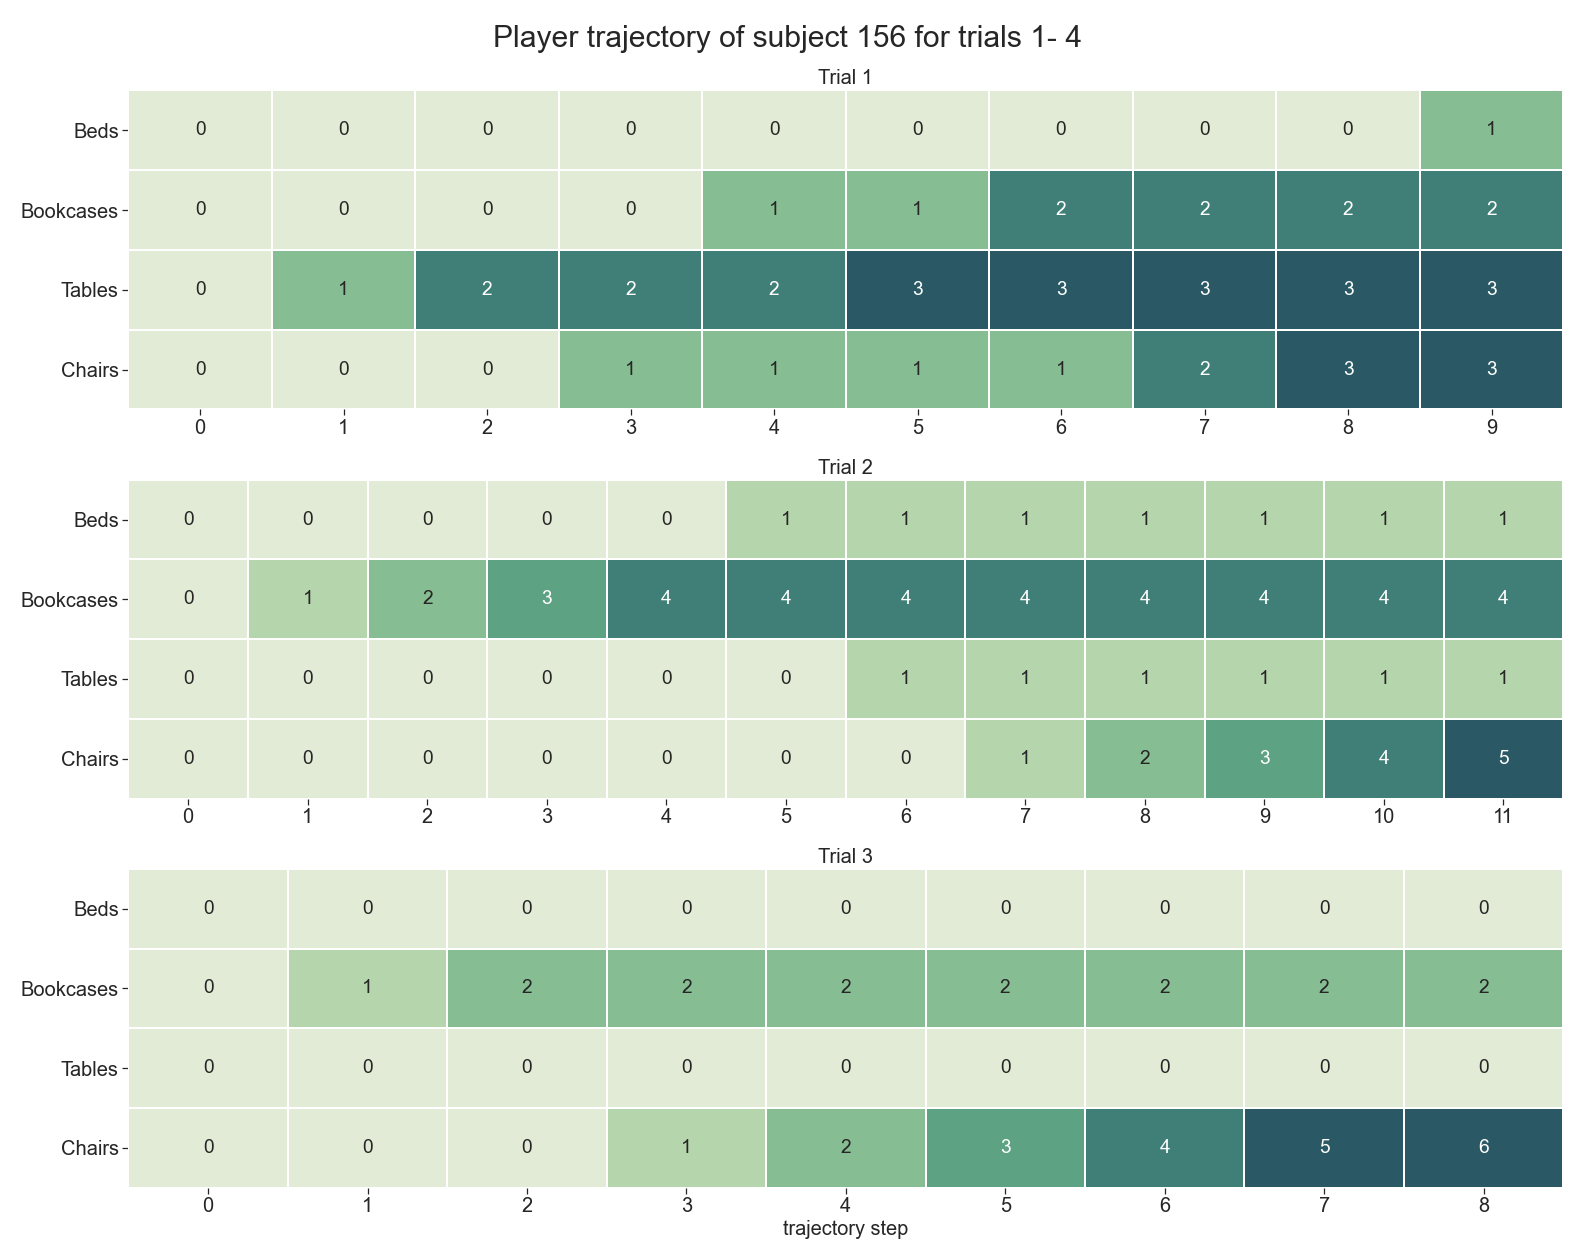 Player trajectory of subject 156 for trials 1- 4
Trial 1
Beds 0 0 0 0 0 0 0 0 0 1
Bookcases 0 0 0 0 1 1 2 2 2 2
Tables 0 1 2 2 2 3 3 3 3 3
Chairs 0 0 0 1 1 1 1 2 3 3
0 1 2 3 4 5 6 7 8 9
Trial 2
Beds 0 0 0 0 0 1 1 1 1 1 1 1
Bookcases 0 1 2 3 4 4 4 4 4 4 4 4
Tables 0 0 0 0 0 0 1 1 1 1 1 1
Chairs 0 0 0 0 0 0 0 1 2 3 4 5
0 1 2 3 4 5 6 7 8 9 10 11
Trial 3
Beds 0 0 0 0 0 0 0 0 0
Bookcases 0 1 2 2 2 2 2 2 2
Tables 0 0 0 0 0 0 0 0 0
Chairs 0 0 0 1 2 3 4 5 6
0 1 2 3 4 5 6 7 8
trajectory step